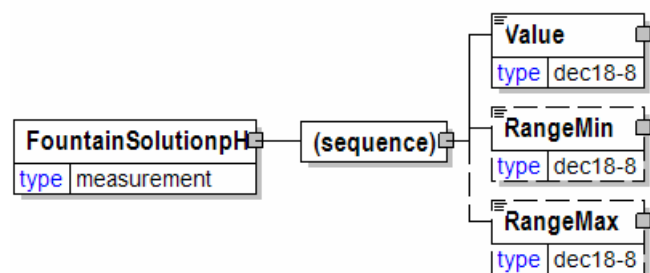 Value
type dec18-8
FountainSolutionpH
type measurement
(sequence)
RangeMin
type dec18-8
RangeMax
type dec18-8